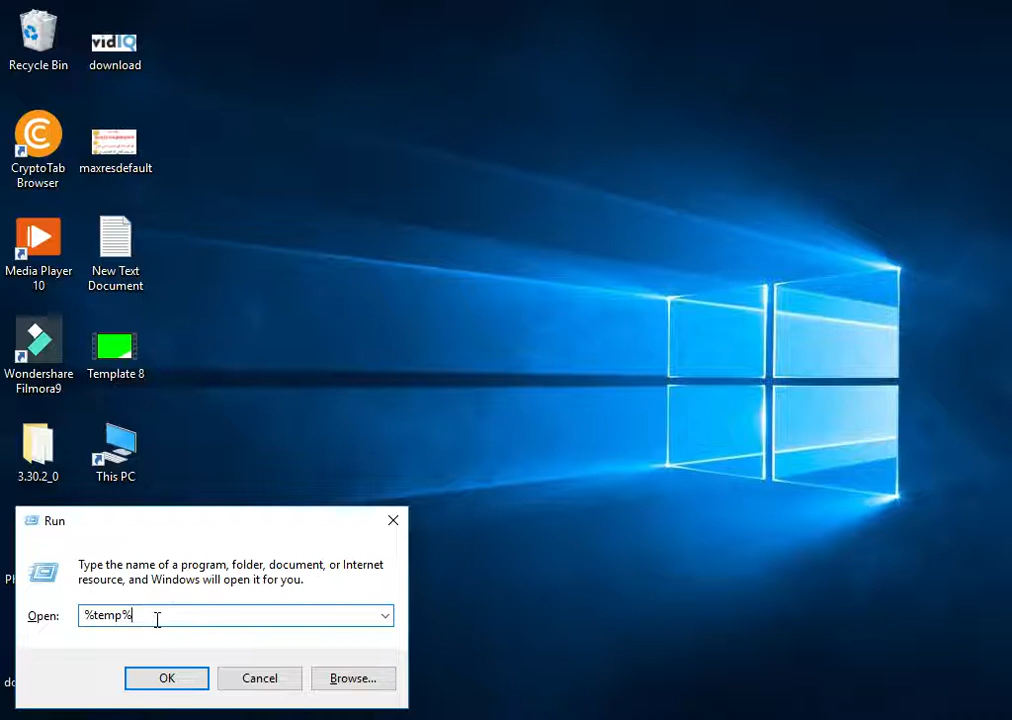 Recycle Bin
vidIQ
download
CryptoTab
Browser
maxresdefault
Media Player
10
New Text
Document
Wondershare
Filmora9
Template 8
3.30.2_0
This PC
Run
Type the name of a program, folder, document, or Internet
resource, and Windows will open it for you.
Open:
%temp%
OK
Cancel
Browse...